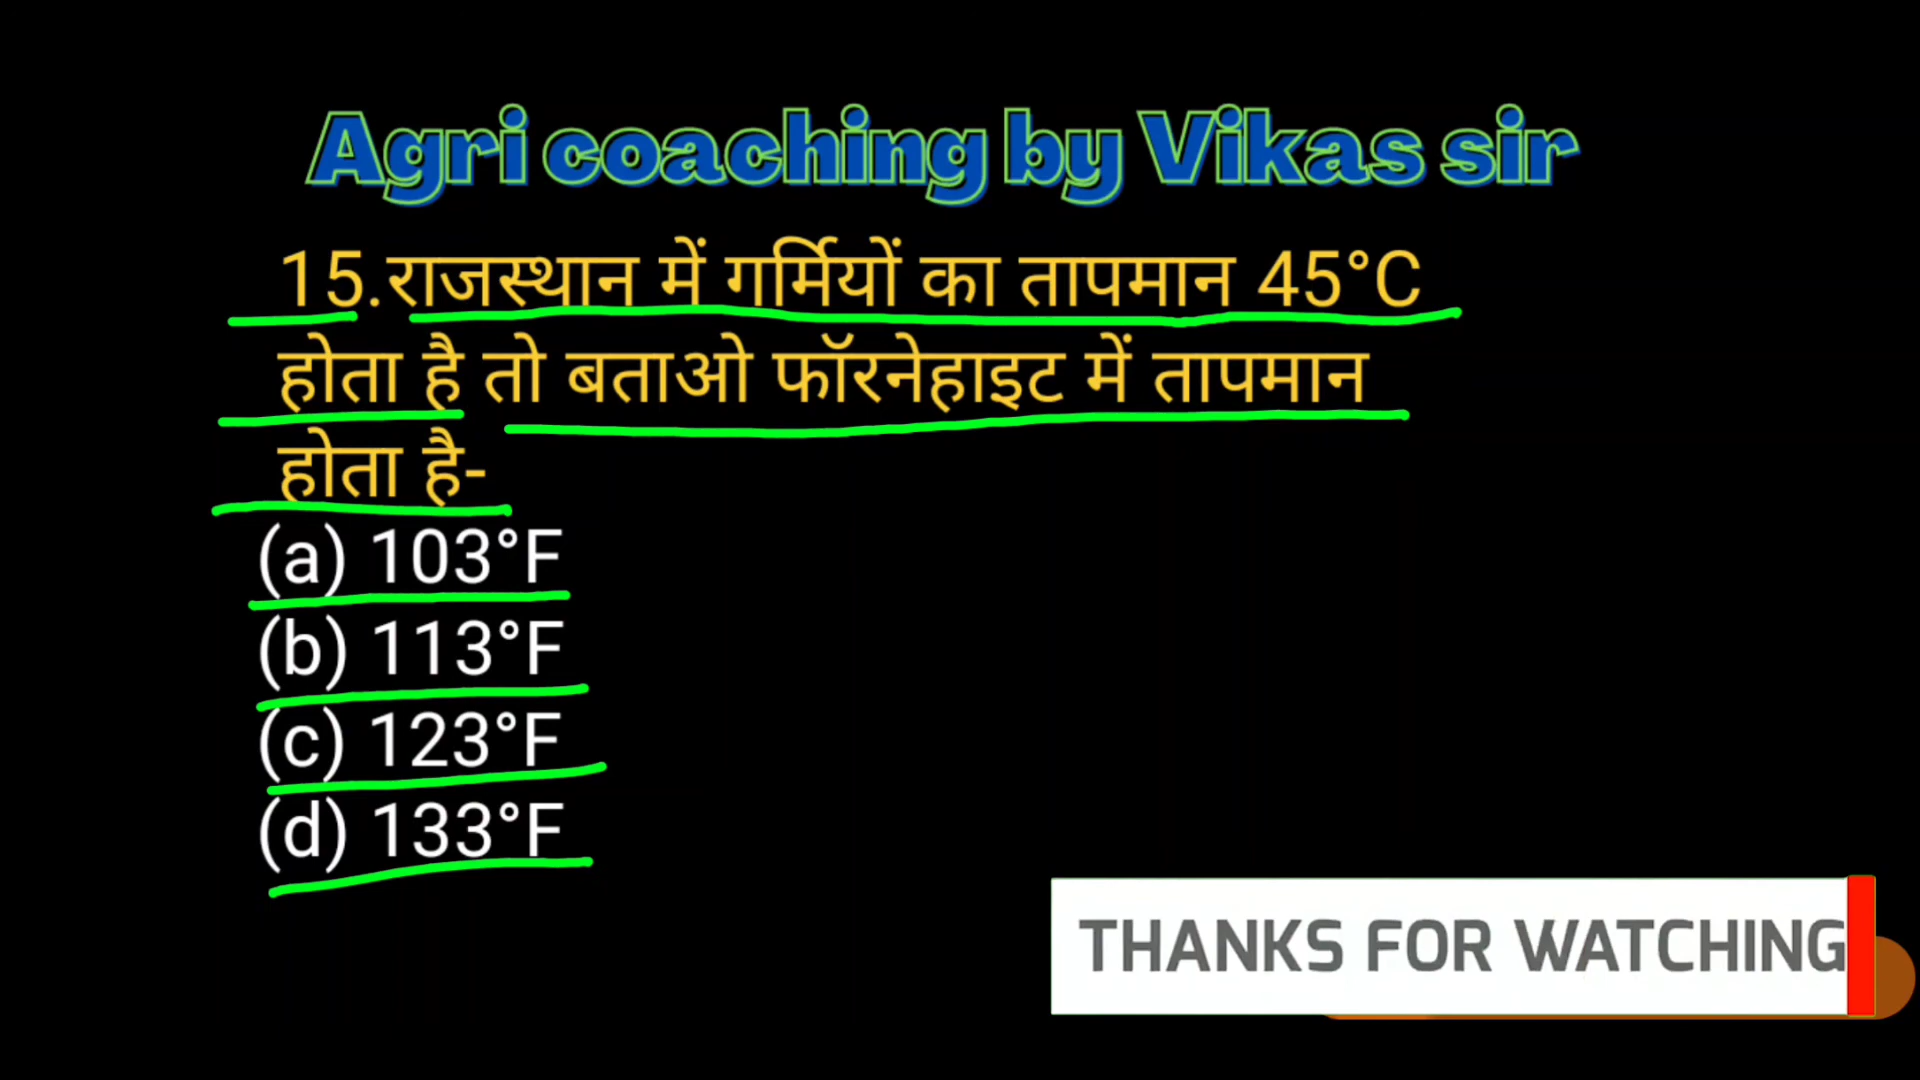 Agri coaching by Vikas sir
15.राजस्थान में गर्मियों का तापमान 45°C
होता है तो बताओ फॉरनेहाइट में तापमान
होता है-
(a) 103°F
(b) 113°F
(c) 123°F
(d) 133°F
THANKS FOR WATCHING